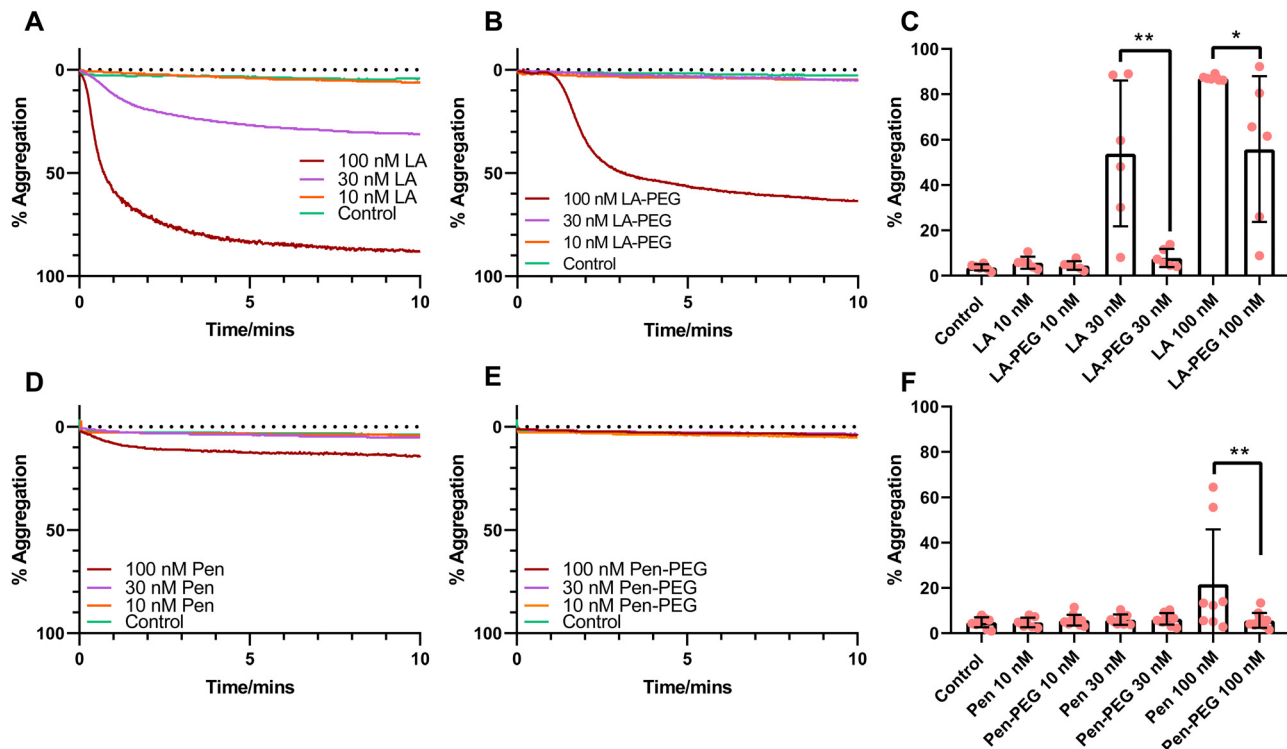 A
% Aggregation
0
50
100
100 nM LA
30 nM LA
10 nM LA
Control
0
5
10
Time/mins
B
% Aggregation
0
50
100
100 nM LA-PEG
30 nM LA-PEG
10 nM LA-PEG
Control
0
5
10
Time/mins
C
% Aggregation
100
80
60
40
20
0
**
*
Control
LA 10 nM
LA-PEG 10 nM
LA 30 nM
LA-PEG 30 nM
LA 100 nM
LA-PEG 100 nM
D
% Aggregation
0
50
100
100 nM Pen
30 nM Pen
10 nM Pen
Control
0
5
10
Time/mins
E
% Aggregation
0
50
100
100 nM Pen-PEG
30 nM Pen-PEG
10 nM Pen-PEG
Control
0
5
10
Time/mins
F
% Aggregation
100
80
60
40
20
0
**
Control
Pen 10 nM
Pen-PEG 10 nM
Pen 30 nM
Pen-PEG 30 nM
Pen 100 nM
Pen-PEG 100 nM